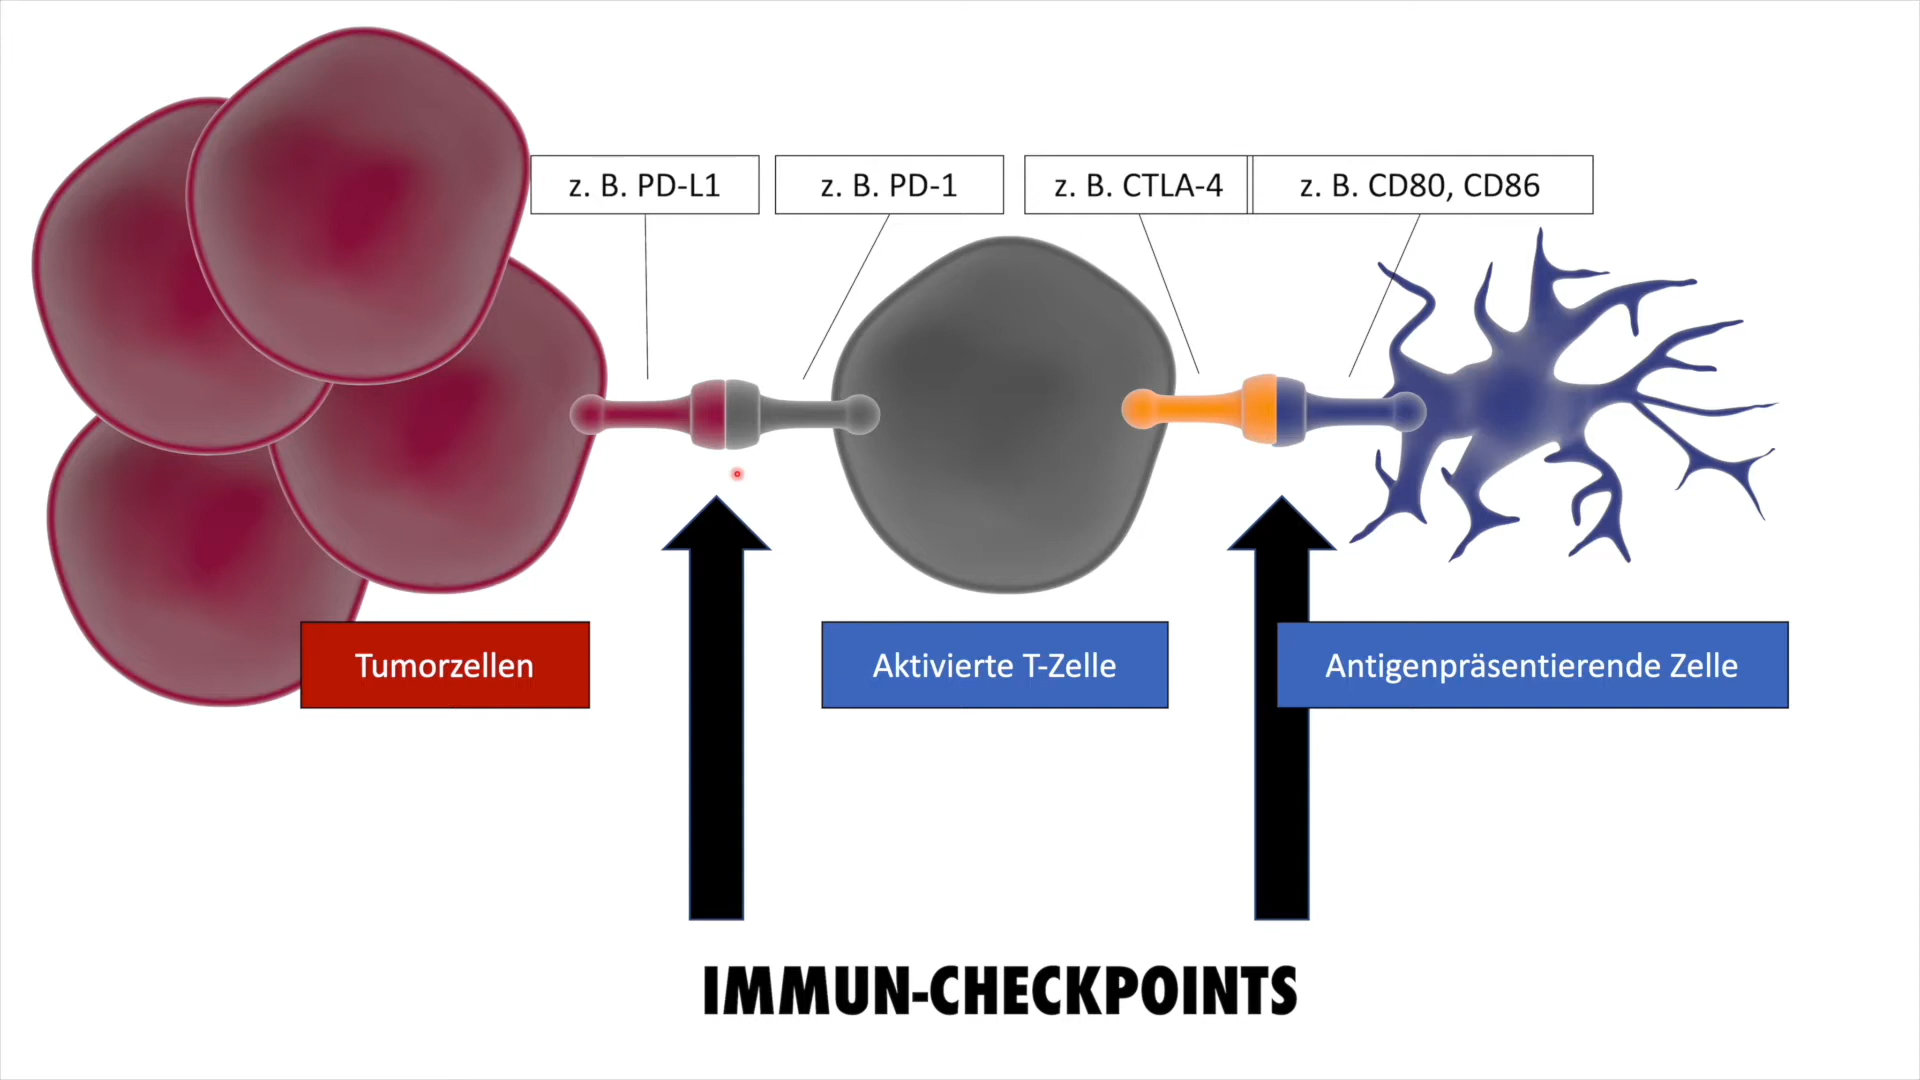 z. B. PD-L1
z. B. PD-1
z. B. CTLA-4
z. B. CD80, CD86
Tumorzellen
Aktivierte T-Zelle
Antigenpräsentierende Zelle
IMMUN-CHECKPOINTS